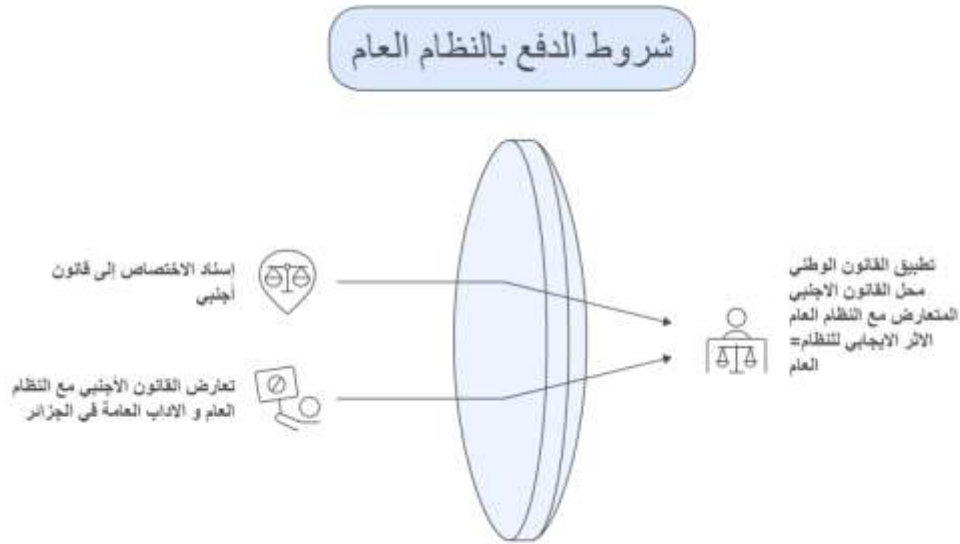 شروط الدفع بالنظام العام
إسناد الاختصاص إلى قانون
أجنبي
تعارض القانون الأجنبي مع النظام
العام و الاداب العامة في الجزائر
تطبيق القانون الوطني
محل القانون الاجنبي
المتعارض مع النظام العام
=الاثر الايجابي للنظام
العام